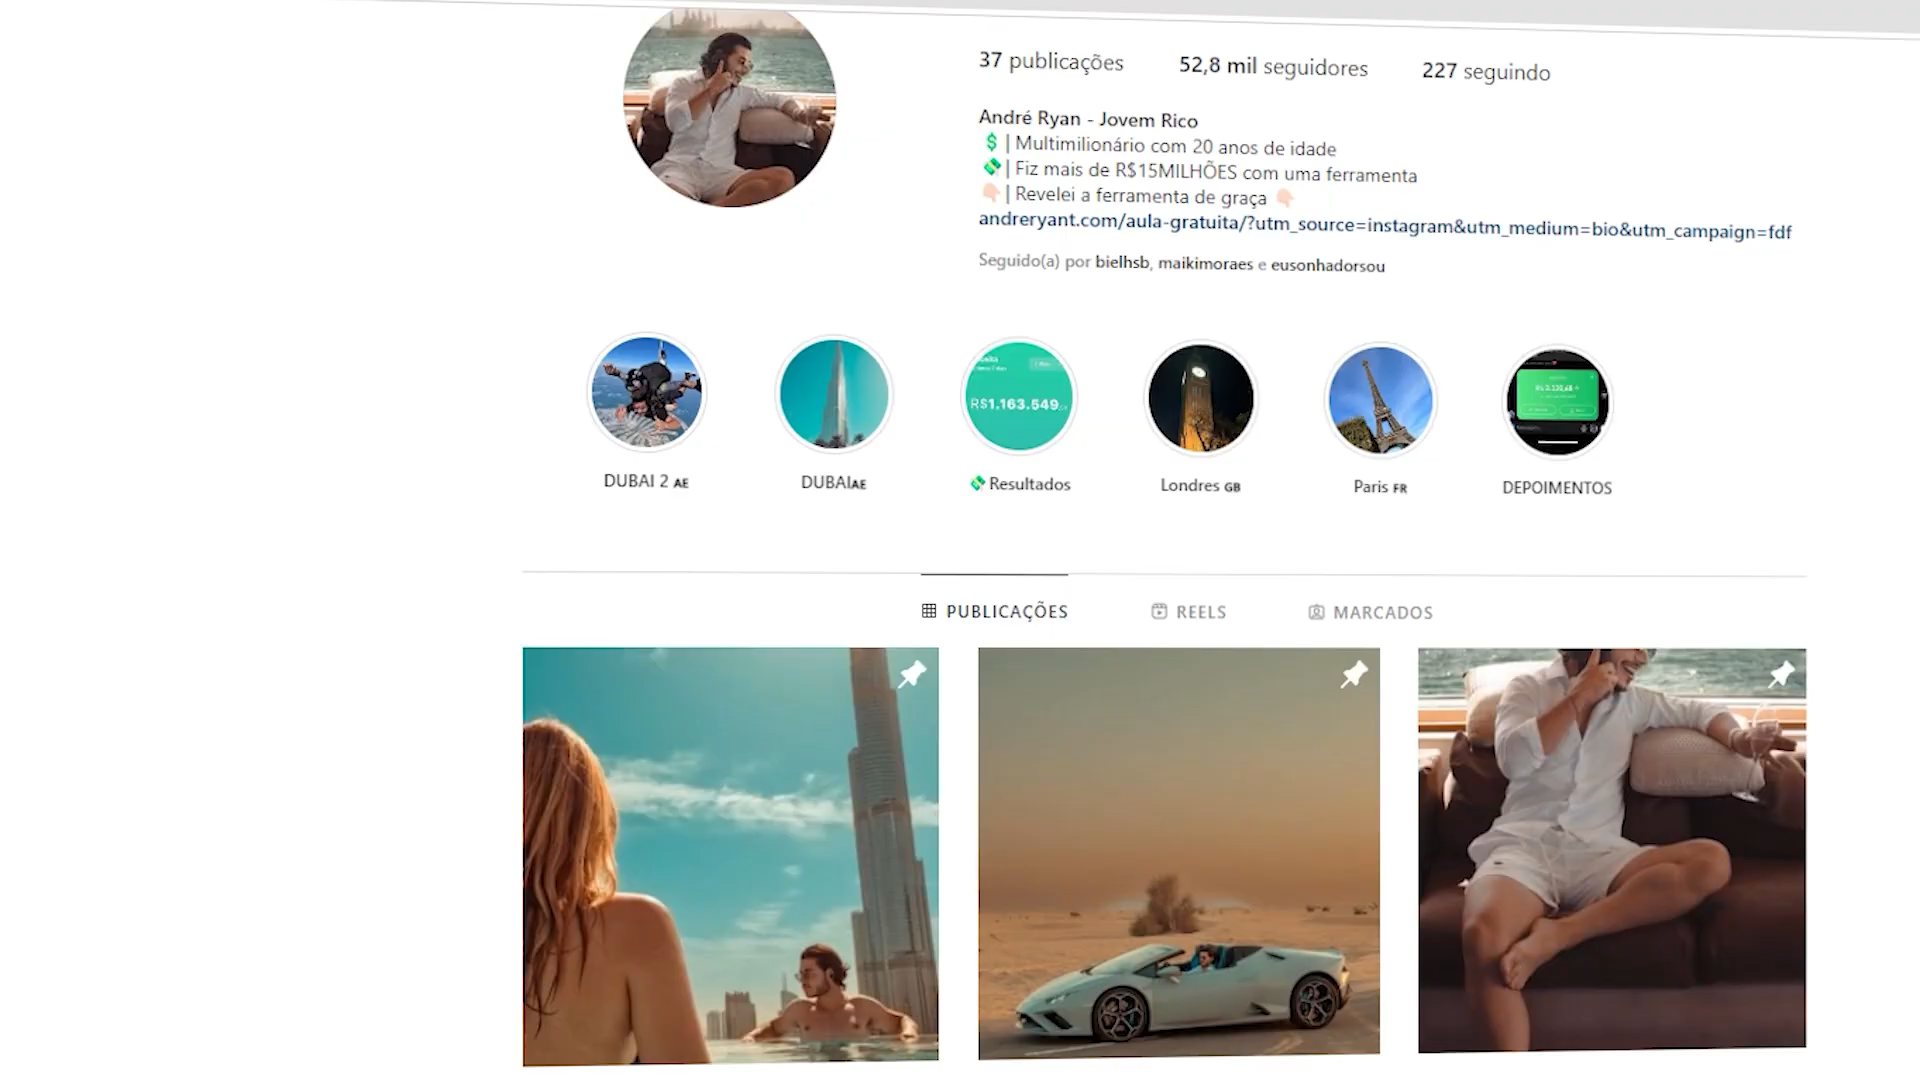 37 publicações 52,8 mil seguidores 227 seguindo
André Ryan - Jovem Rico
| Multimilionário com 20 anos de idade
| Fiz mais de R$15MILHÕES com uma ferramenta
| Revelei a ferramenta de graça
andreryant.com/aula-gratuita/?utm_source=instagram&utm_medium=bio&utm_campaign=fdf
Seguido(a) por bielhsb, maikimoraes e eusonhadorsou
R$1.163.549
DUBAI 2 AE
DUBAIAE
Resultados
Londres GB
Paris FR
DEPOIMENTOS
PUBLICAÇÕES
REELS
MARCADOS